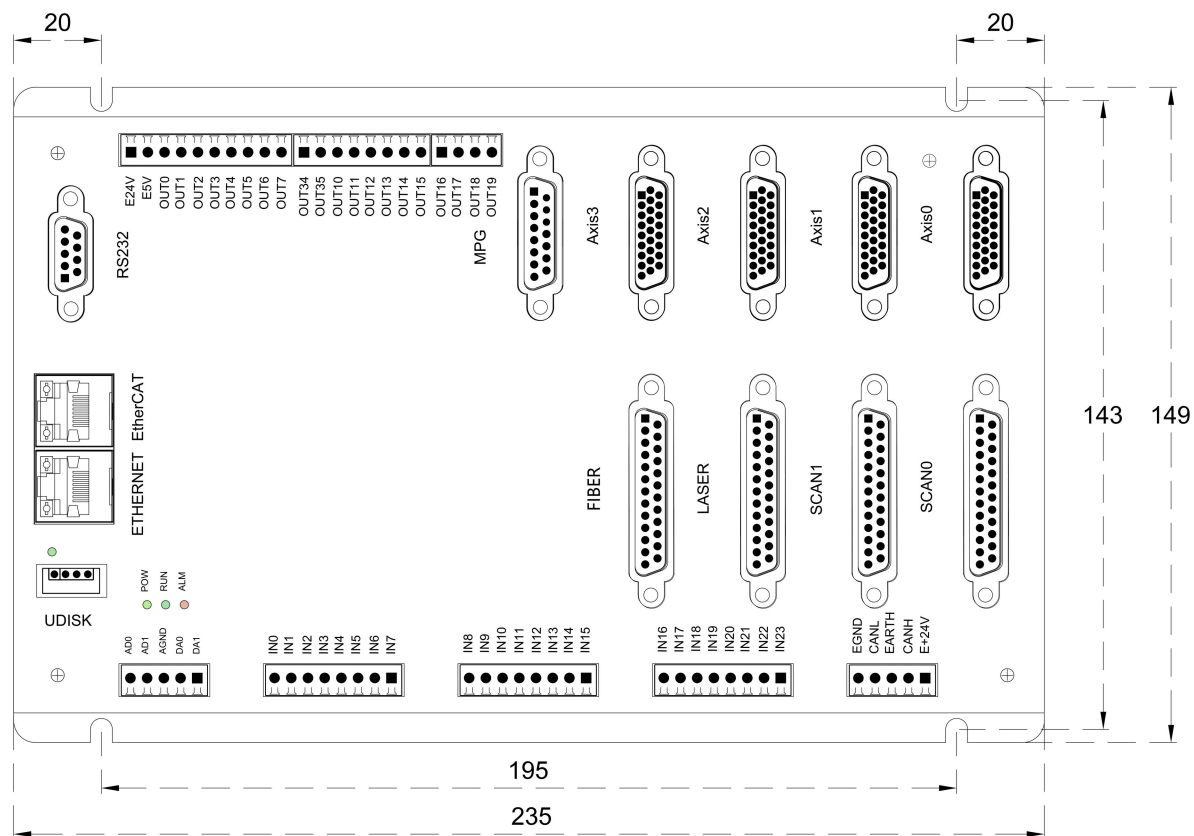 20
20
E24V
E5V
OUT0
OUT1
OUT2
OUT3
OUT4
OUT5
OUT6
OUT7
OUT34
OUT35
OUT10
OUT11
OUT12
OUT13
OUT14
OUT15
OUT16
OUT17
OUT18
OUT19
RS232
MPG
Axis3
Axis2
Axis1
Axis0
143
149
EtherCAT
ETHERNET
FIBER
LASER
SCAN1
SCAN0
UDISK
POW
RUN
ALM
AD0
AD1
AGND
DA0
DA1
IN0
IN1
IN2
IN3
IN4
IN5
IN6
IN7
IN8
IN9
IN10
IN11
IN12
IN13
IN14
IN15
IN16
IN17
IN18
IN19
IN20
IN21
IN22
IN23
EGND
CANL
EARTH
CANH
E+24V
195
235